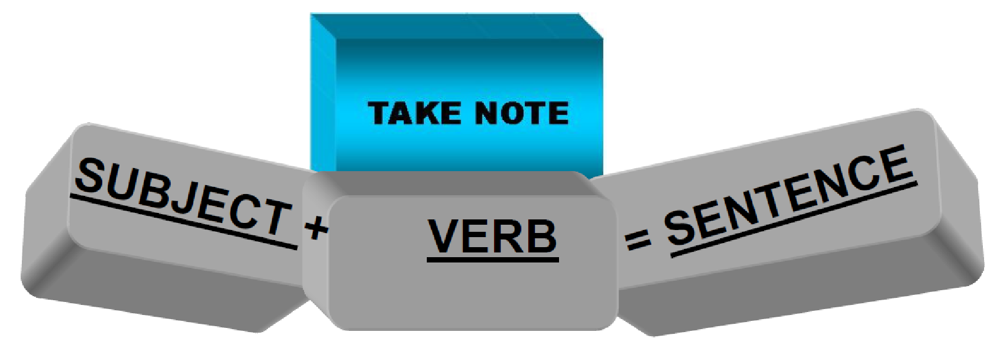 TAKE NOTE
SUBJECT + VERB = SENTENCE